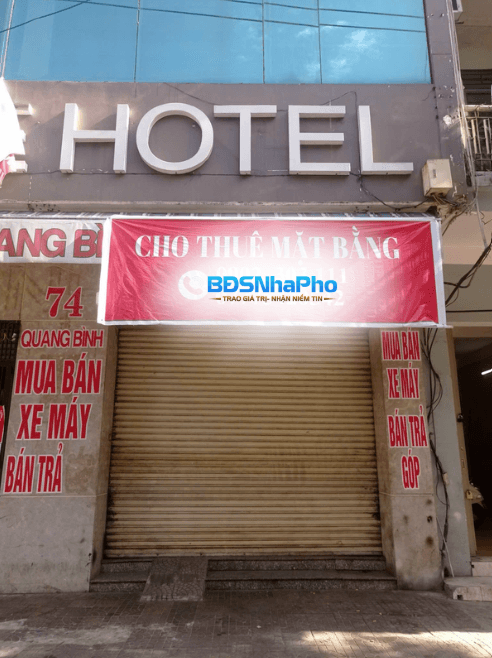 HOTEL
ANG B
CHO THUÊ MẶT BẰNG
BĐSNhaPho
TRAO GIÁ TRỊ- NHẬN NIỀM TIN
74
QUANG BÌNH
MUA BÁN
XE MÁY
BÁN TRẢ
MUA BÁN
XE MÁY
BÁN TRẢ
GÓP